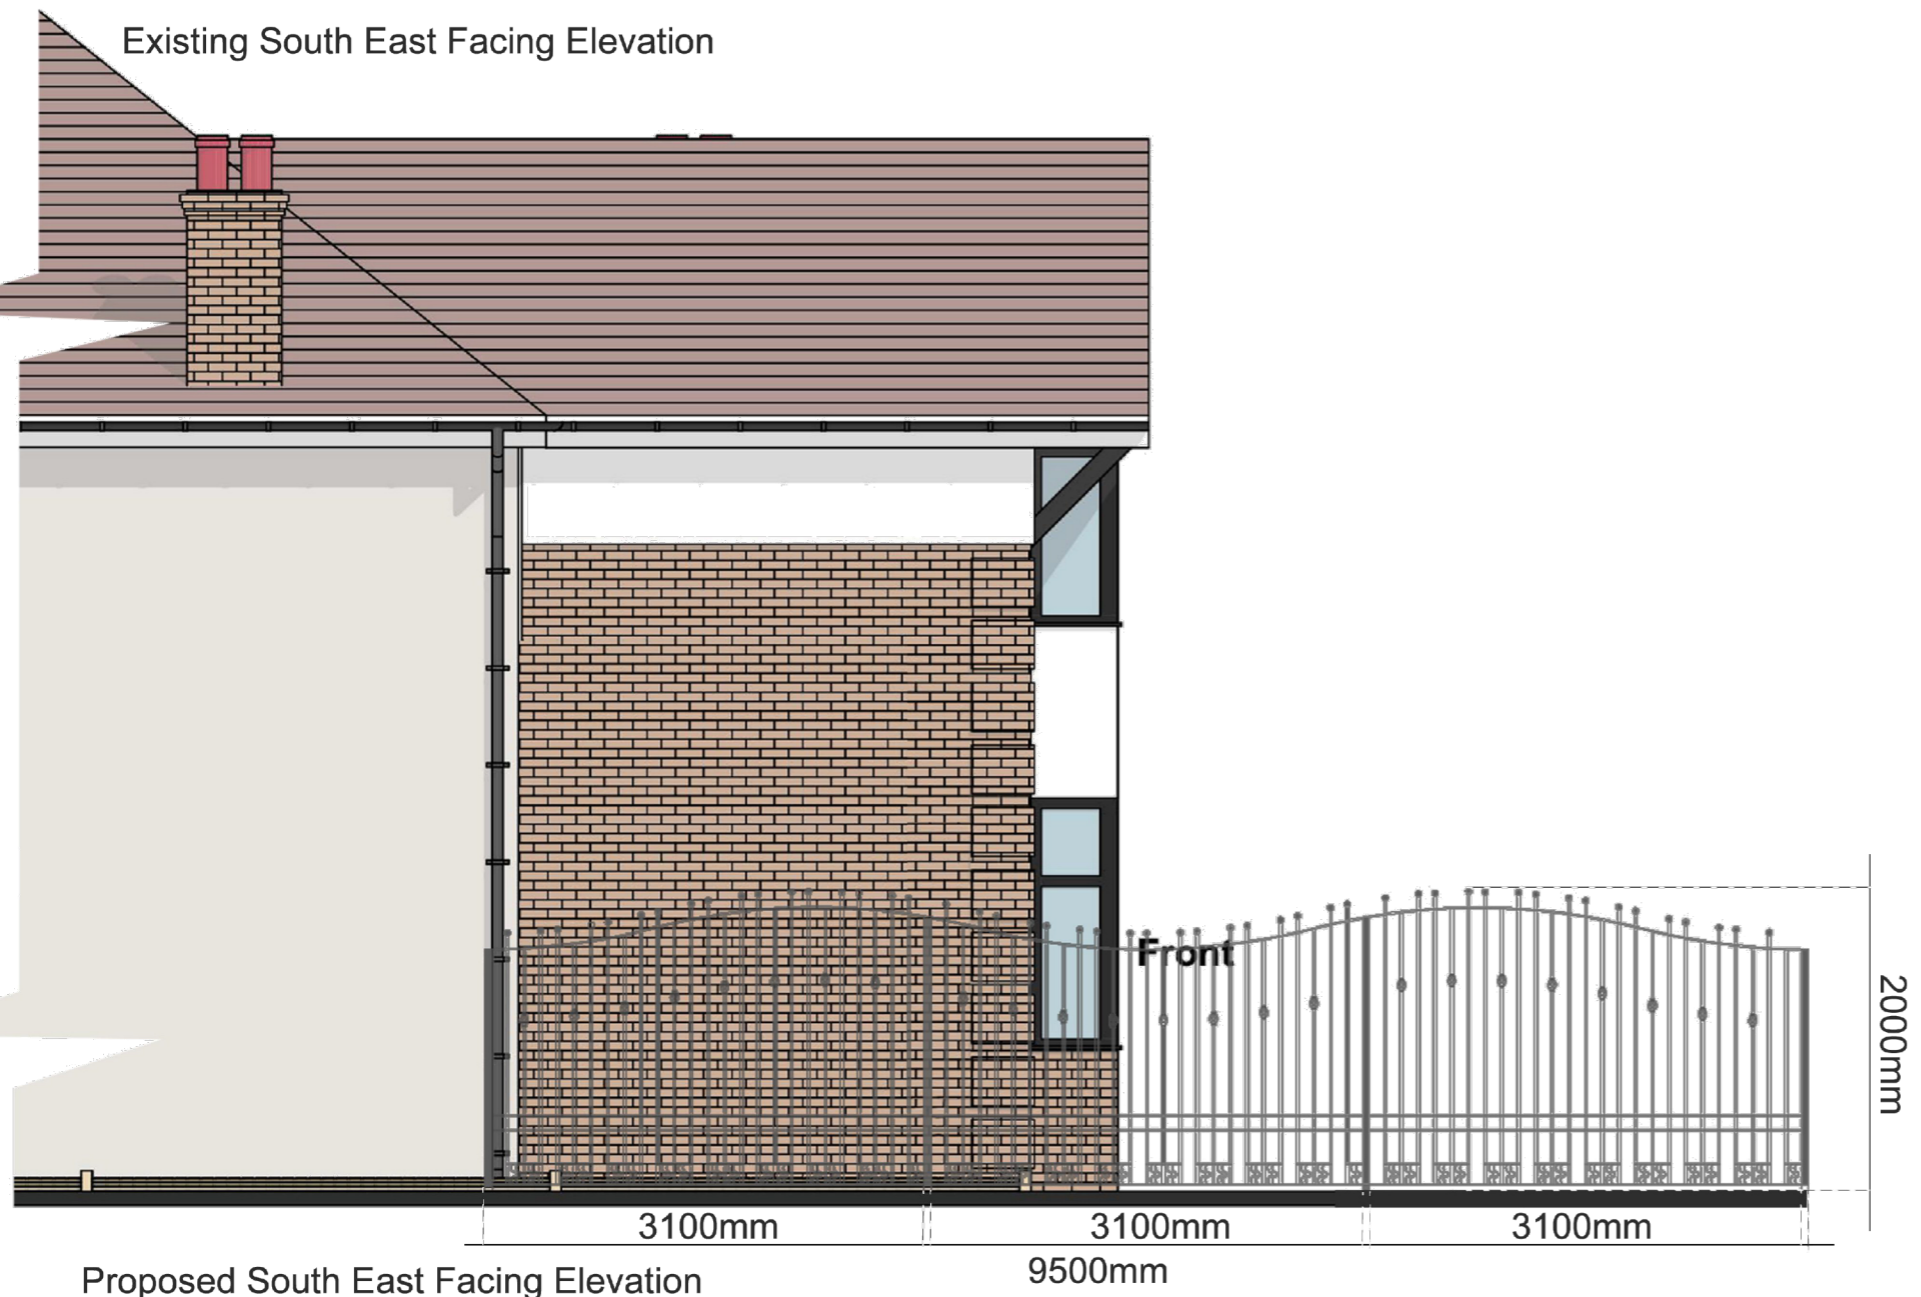 Existing South East Facing Elevation
Front
2000mm
3100mm 3100mm 3100mm
9500mm
Proposed South East Facing Elevation